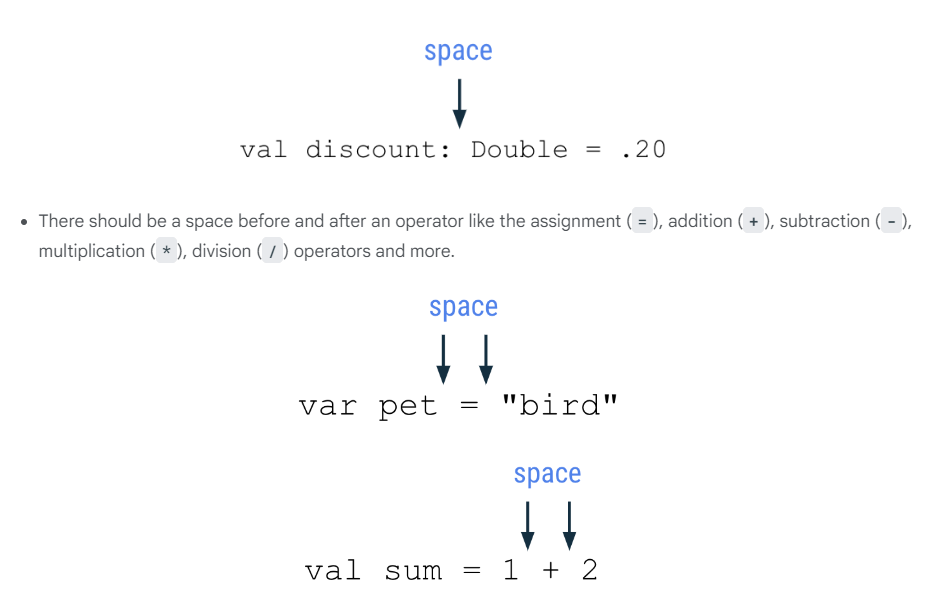 space
val discount: Double = .20
• There should be a space before and after an operator like the assignment ( = ), addition ( + ), subtraction ( - ),
multiplication ( * ), division ( / ) operators and more.
space
var pet = "bird"
space
val sum = 1 + 2